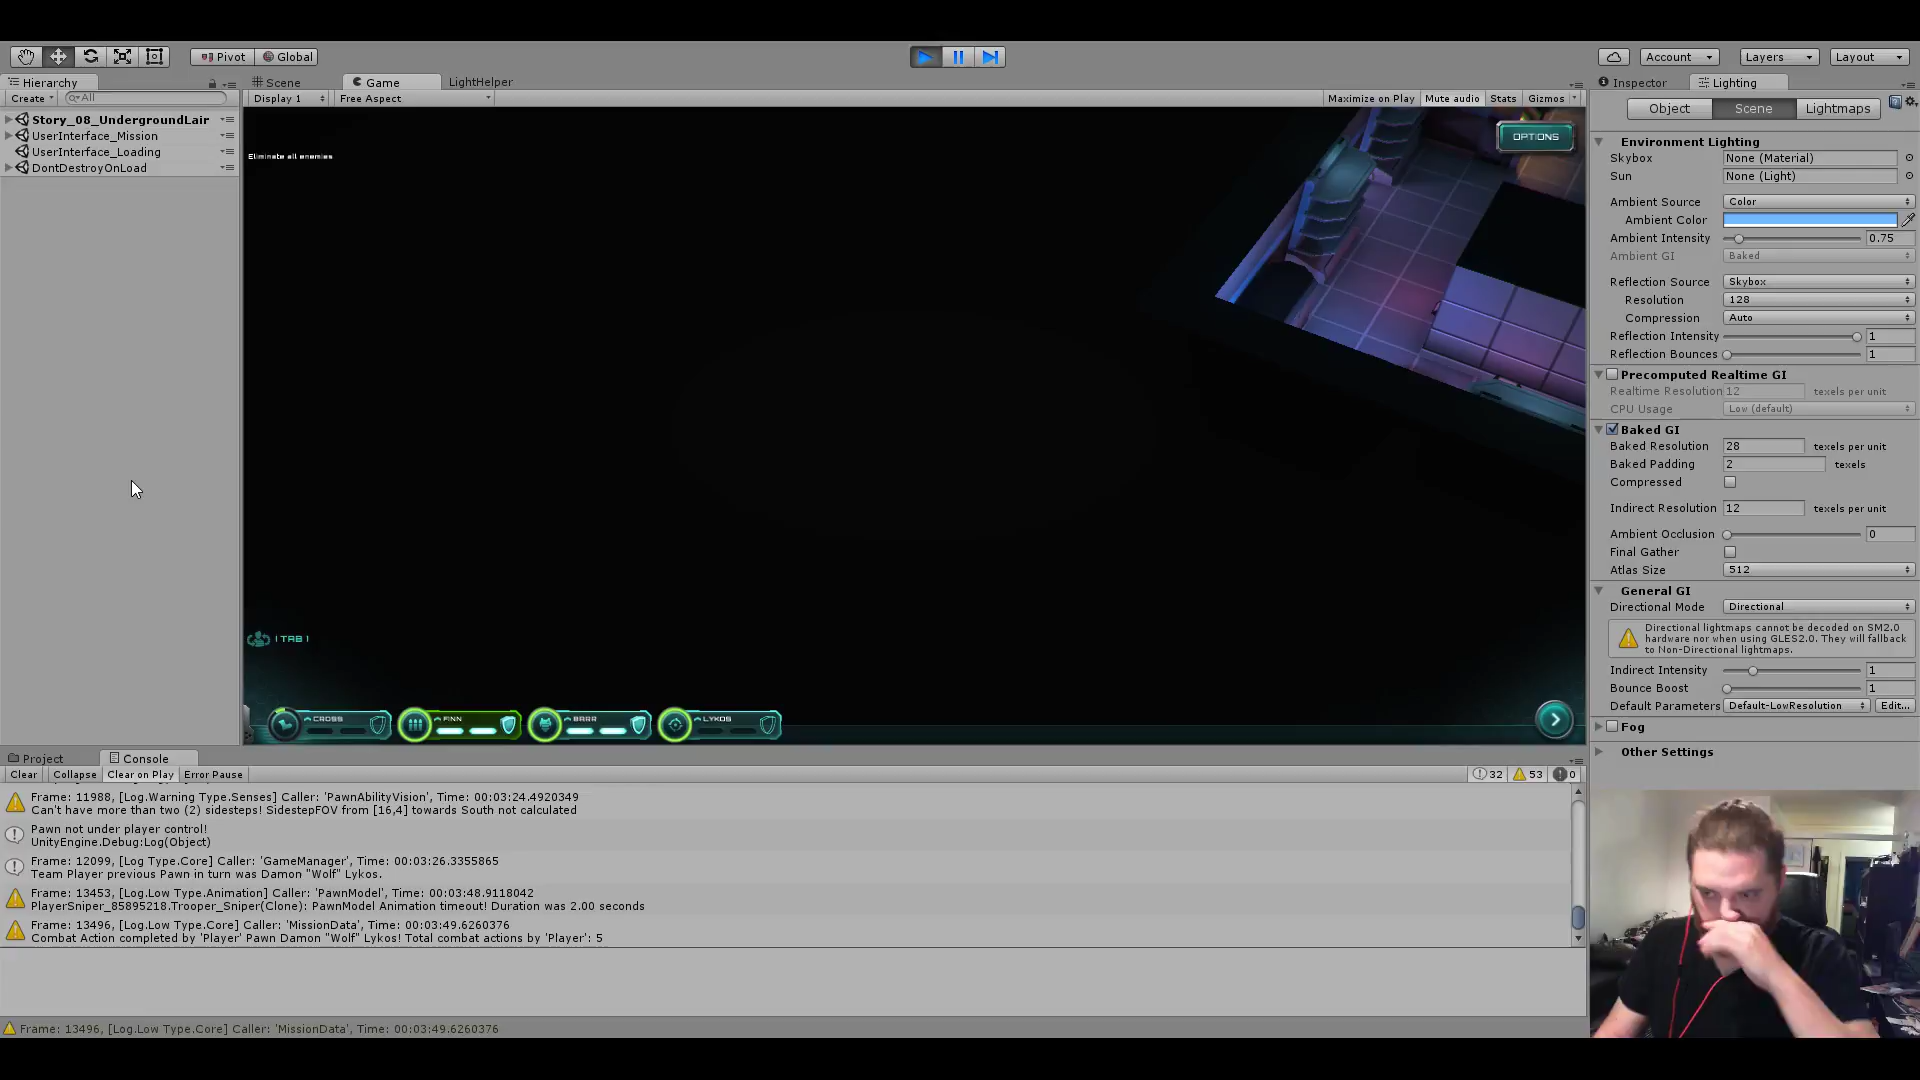 Pivot
Global
Account
Layers
Layout
Hierarchy
Scene
Game
LightHelper
Inspector
Lighting
Create
All
Display 1
Free Aspect
Maximize on Play
Mute audio
Stats
Gizmos
Object
Scene
Lightmaps
Story_08_UndergroundLair
UserInterface_Mission
UserInterface_Loading
DontDestroyOnLoad
Eliminate all enemies
OPTIONS
[TAB]
CROSS
FINN
BARR
LYKOS
Environment Lighting
Skybox
None (Material)
Sun
None (Light)
Ambient Source
Color
Ambient Color
Ambient Intensity
0.75
Ambient GI
Baked
Reflection Source
Skybox
Resolution
128
Compression
Auto
Reflection Intensity
1
Reflection Bounces
1
Precomputed Realtime GI
Realtime Resolution
12
texels per unit
CPU Usage
Low (default)
Baked GI
Baked Resolution
28
texels per unit
Baked Padding
2
texels
Compressed
Indirect Resolution
12
texels per unit
Ambient Occlusion
0
Final Gather
Atlas Size
512
General GI
Directional Mode
Directional
Directional lightmaps cannot be decoded on SM2.0
hardware nor when using GLES2.0. They will fallback
to Non-Directional lightmaps.
Indirect Intensity
1
Bounce Boost
1
Default Parameters
Default-LowResolution
Edit...
Fog
Other Settings
Project
Console
Clear
Collapse
Clear on Play
Error Pause
32
53
0
Frame: 11988, [Log.Warning Type.Senses] Caller: 'PawnAbilityVision', Time: 00:03:24.4920349
Can't have more than two (2) sidesteps! SidestepFOV from [16,4] towards South not calculated
Pawn not under player control!
UnityEngine.Debug:Log(Object)
Frame: 12099, [Log Type.Core] Caller: 'GameManager', Time: 00:03:26.3355865
Team Player previous Pawn in turn was Damon "Wolf" Lykos.
Frame: 13453, [Log.Low Type.Animation] Caller: 'PawnModel', Time: 00:03:48.9118042
PlayerSniper_85895218.Trooper_Sniper(Clone): PawnModel Animation timeout! Duration was 2.00 seconds
Frame: 13496, [Log.Low Type.Core] Caller: 'MissionData', Time: 00:03:49.6260376
Combat Action completed by 'Player' Pawn Damon "Wolf" Lykos! Total combat actions by 'Player': 5
Frame: 13496, [Log.Low Type.Core] Caller: 'MissionData', Time: 00:03:49.6260376